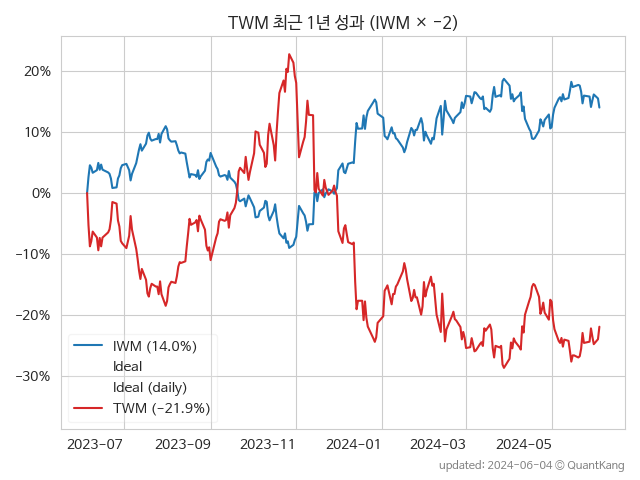 TWM 최근 1년 성과 (IWM × −2)
20%
10%
0%
−10%
−20%
−30%
IWM (14.0%)
Ideal
Ideal (daily)
TWM (−21.9%)
2023-07
2023-09
2023-11
2024-01
2024-03
2024-05
updated: 2024-06-04 ⓒ QuantKang